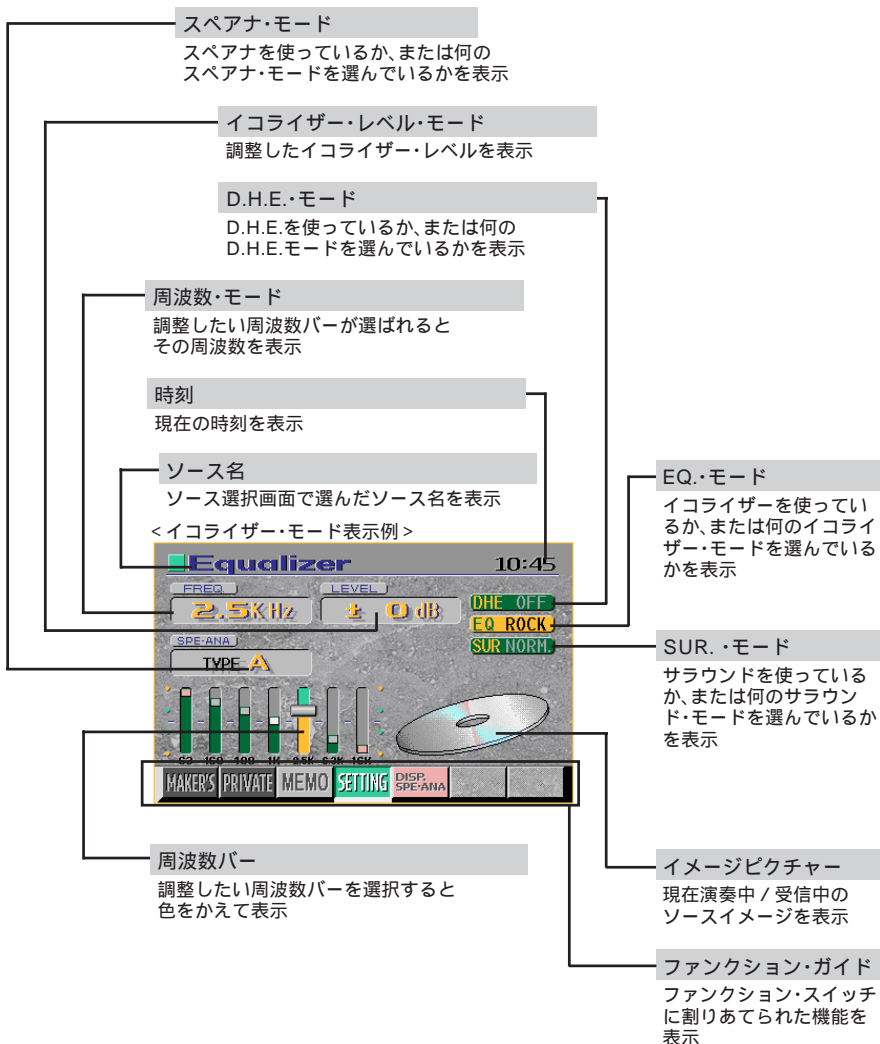 スペアナ・モード
スペアナを使っているか、または何の
スペアナ・モードを選んでいるかを表示
イコライザー・レベル・モード
調整したイコライザー・レベルを表示
D.H.E.・モード
D.H.E.を使っているか、または何の
D.H.E.モードを選んでいるかを表示
周波数・モード
調整したい周波数バーが選ばれると
その周波数を表示
時刻
現在の時刻を表示
ソース名
ソース選択画面で選んだソース名を表示
EQ.・モード
イコライザーを使ってい
るか、または何のイコライ
ザー・モードを選んでいる
かを表示
<イコライザー・モード表示例>
Equalizer 10:45
FREQ. LEVEL
2.5KHz ± 0dB
DHE OFF
EQ ROCK
SUR NORM.
SPE-ANA
TYPE A
SUR. ・モード
サラウンドを使っている
か、または何のサラウン
ド・モードを選んでいるか
を表示
1K 2.5K 6.3K 16K
MAKER'S PRIVATE MEMO SETTING DISP. SPE-ANA
周波数バー
調整したい周波数バーを選択すると
色をかえて表示
イメージピクチャー
現在演奏中 / 受信中の
ソースイメージを表示
ファンクション・ガイド
ファンクション・スイッチ
に割りあてられた機能を
表示